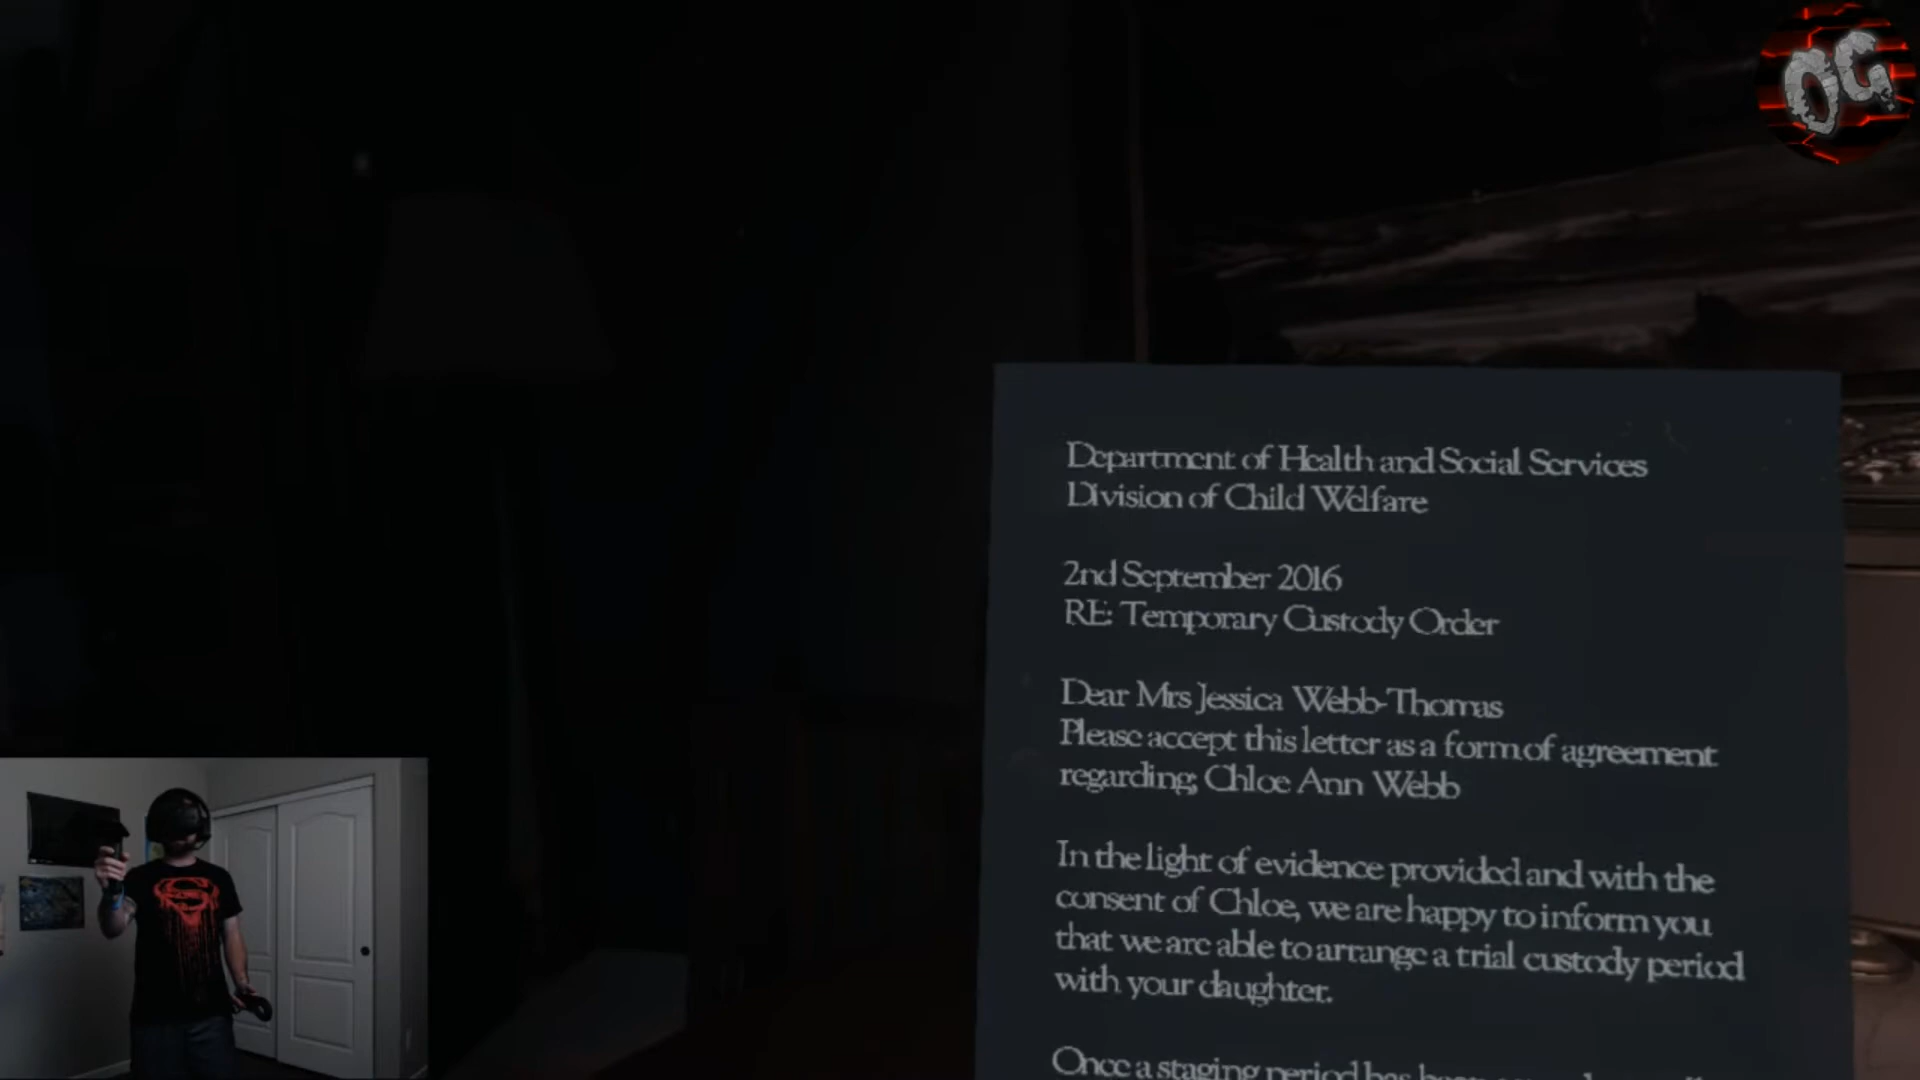 OG
Department of Health and Social Services
Division of Child Welfare
2nd September 2016
RE: Temporary Custody Order
Dear Mrs Jessica Webb-Thomas
Please accept this letter as a form of agreement
regarding; Chloe Ann Webb
In the light of evidence provided and with the
consent of Chloe, we are happy to inform you
that we are able to arrange a trial custody period
with your daughter.
Once a staging period has been